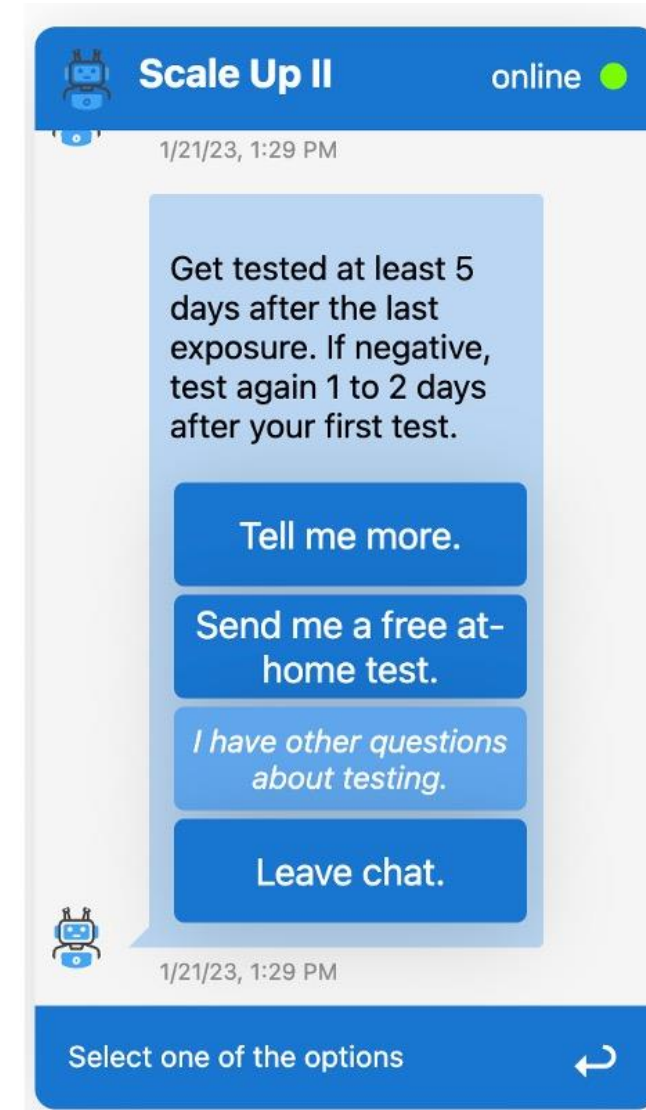 Scale Up II
online
1/21/23, 1:29 PM
Get tested at least 5
days after the last
exposure. If negative,
test again 1 to 2 days
after your first test.
Tell me more.
Send me a free at-
home test.
I have other questions
about testing.
Leave chat.
1/21/23, 1:29 PM
Select one of the options